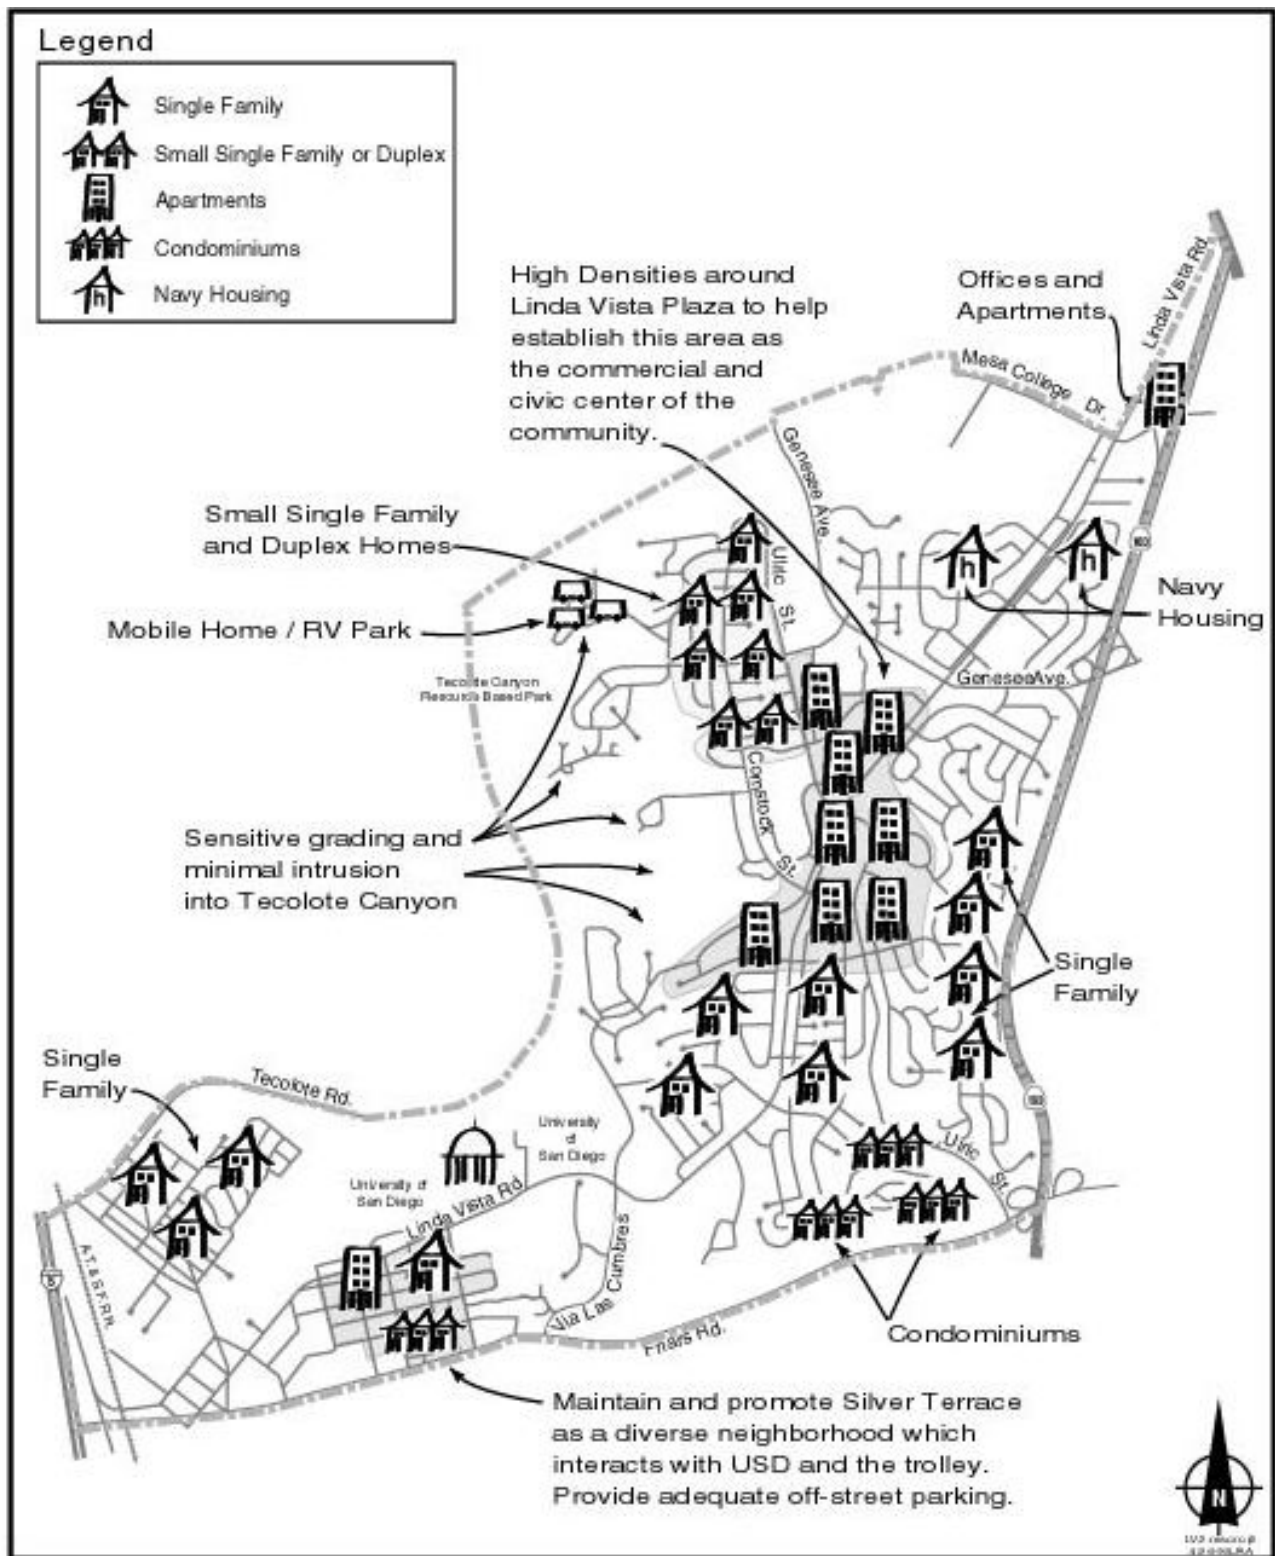 Legend
Single Family
Small Single Family or Duplex
Apartments
Condominiums
h
Navy Housing
High Densities around
Linda Vista Plaza to help
establish this area as
the commercial and
civic center of the
community.
Offices and
Apartments
Linda Vista Rd.
Mesa College Dr.
Genesee Ave.
Small Single Family
and Duplex Homes
Ulric St.
h
h
Navy
Housing
Mobile Home / RV Park
Tecolote Canyon
Resource Based Park
GeneseeAve.
Comstock St.
Sensitive grading and
minimal intrusion
into Tecolote Canyon
Single
Family
Single
Family
Tecolote Rd.
University
of
San Diego
University of
San Diego
Linda Vista Rd.
Ulric St.
Via Las Cumbres
A.T. & S.F. R.R.
5
Friars Rd.
Condominiums
Maintain and promote Silver Terrace
as a diverse neighborhood which
interacts with USD and the trolley.
Provide adequate off-street parking.
N